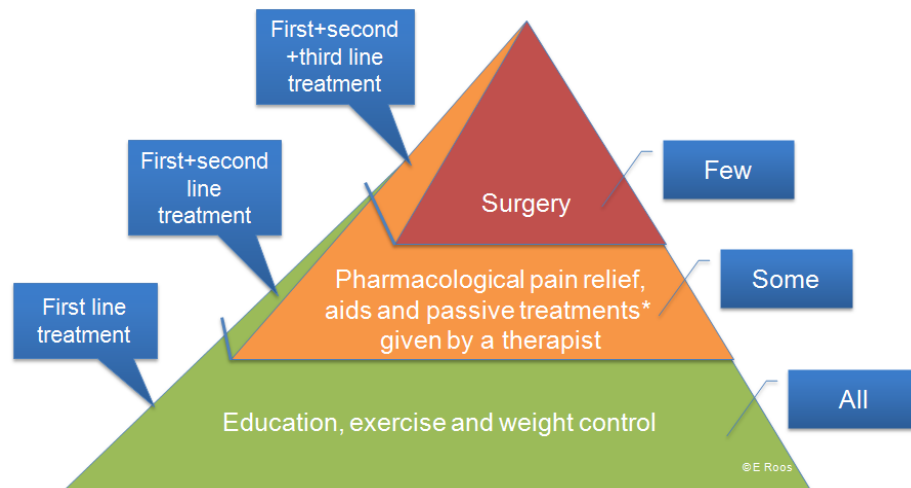 First+second
+third line
treatment
First+second
line
treatment
First line
treatment
Surgery
Few
Pharmacological pain relief,
aids and passive treatments*
given by a therapist
Some
Education, exercise and weight control
All
©E Roos